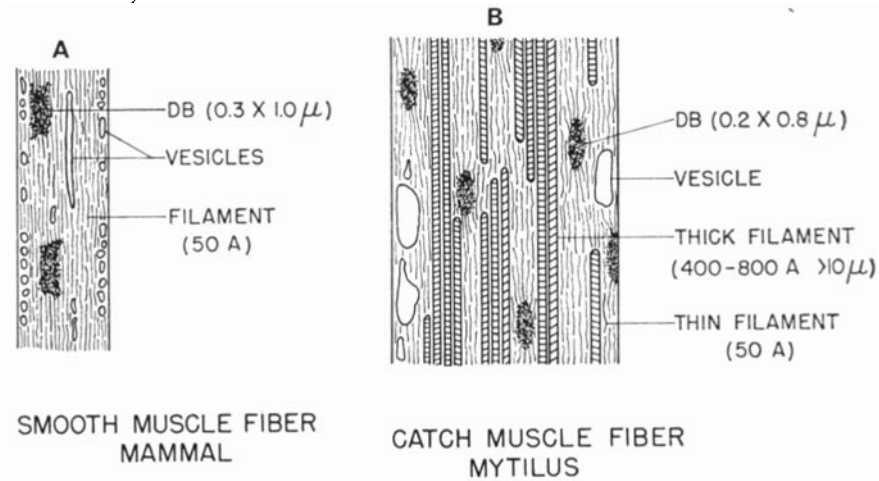 A
DB (0.3 X 1.0 μ)
VESICLES
FILAMENT
(50 A)
SMOOTH MUSCLE FIBER
MAMMAL
B
DB (0.2 X 0.8 μ)
VESICLE
THICK FILAMENT
(400-800 A >10 μ)
THIN FILAMENT
(50 A)
CATCH MUSCLE FIBER
MYTILUS